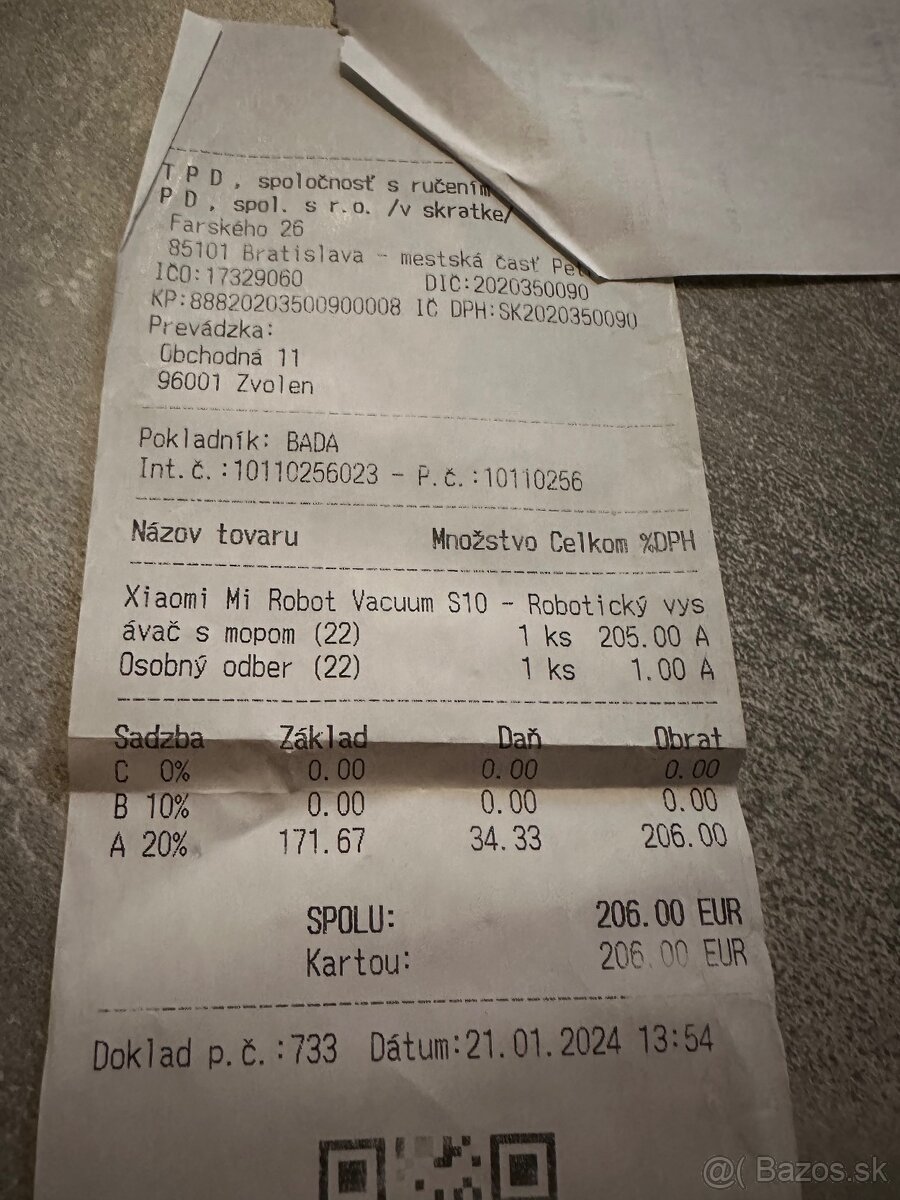 T P D , spoločnosť s ručením
P D , spol. s r.o. /v skratke/
Farského 26
85101 Bratislava - mestská časť
IČO:17329060 DIČ:2020350090
KP:88820203500900008 IČ DPH:SK2020350090
Prevádzka:
Obchodná 11
96001 Zvolen
Pokladník: BADA
Int.č.:10110256023 - P.č.:10110256
Názov tovaru Množstvo Celkom %DPH
Xiaomi Mi Robot Vacuum S10 - Robotický vys
ávač s mopom (22) 1 ks 205.00 A
Osobný odber (22) 1 ks 1.00 A
Sadzba Základ Daň Obrat
C 0% 0.00 0.00 0.00
B 10% 0.00 0.00 0.00
A 20% 171.67 34.33 206.00
SPOLU: 206.00 EUR
Kartou: 206.00 EUR
Doklad p.č.:733 Dátum:21.01.2024 13:54
@( Bazos.sk